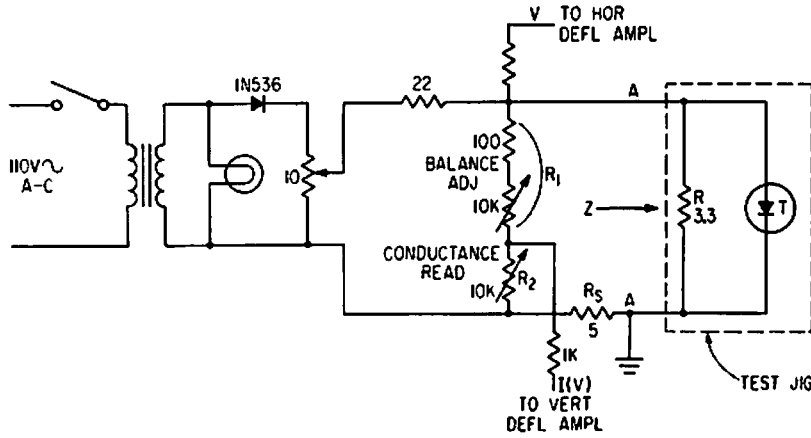 V TO HOR
DEFL AMPL
1N536
22
A
110V~
A-C
10
100
BALANCE
ADJ
R1
10K
Z
R
3.3
T
CONDUCTANCE
READ
10K
R2
RS
A
5
1K
I(V)
TO VERT
DEFL AMPL
TEST JIG